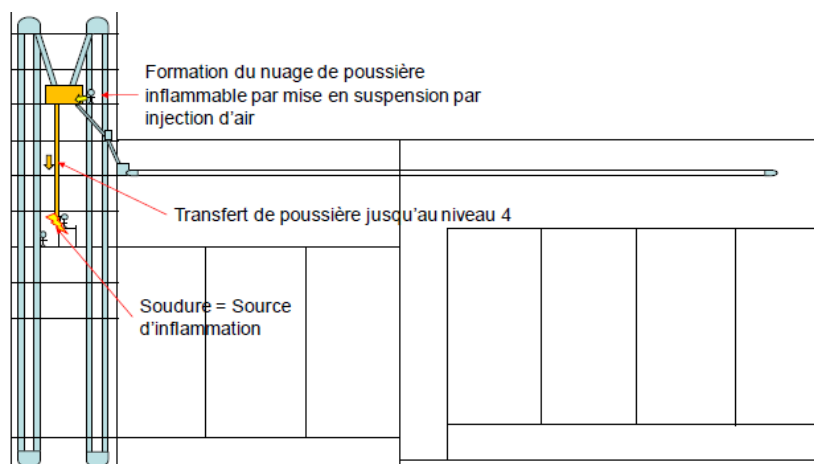 Formation du nuage de poussière
inflammable par mise en suspension par
injection d'air
Transfert de poussière jusqu'au niveau 4
Soudure = Source
d'inflammation